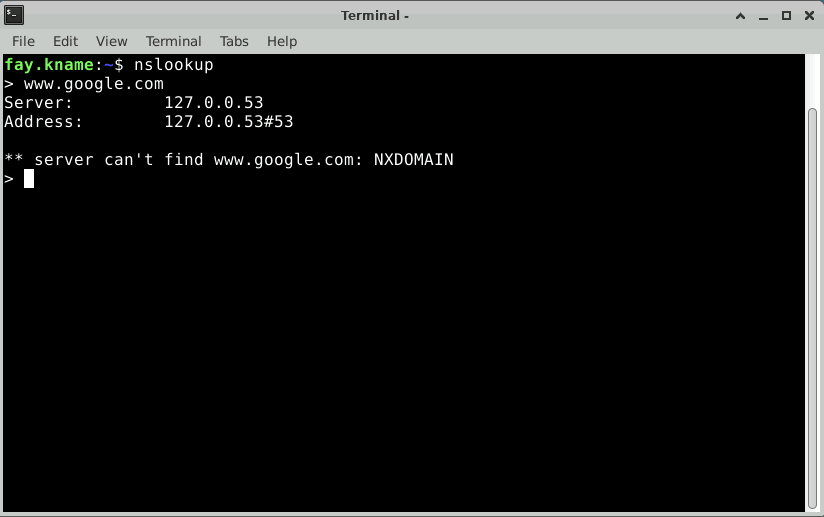 Terminal -
File Edit View Terminal Tabs Help
fay.kname:~$ nslookup
> www.google.com
Server:         127.0.0.53
Address:        127.0.0.53#53

** server can't find www.google.com: NXDOMAIN
>